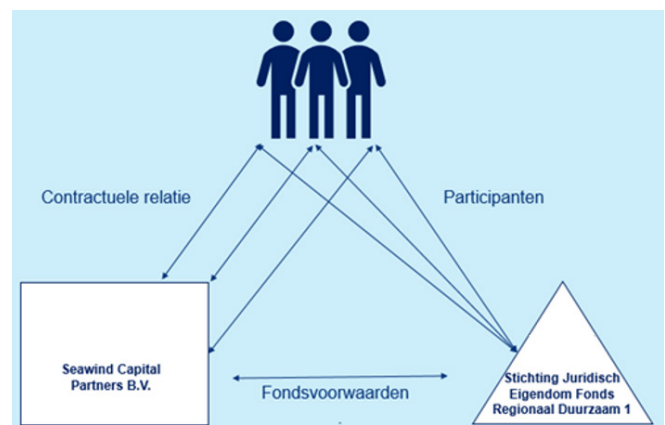 Contractuele relatie
Participanten
Seawind Capital
Partners B.V.
Fondsvoorwaarden
Stichting Juridisch
Eigendom Fonds
Regionaal Duurzaam 1